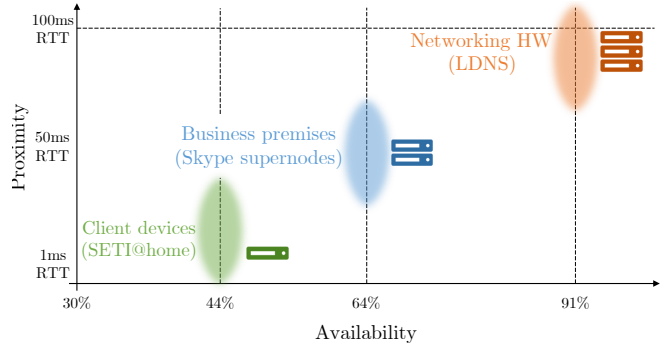 100ms
RTT
Networking HW
(LDNS)
Proximity
50ms
RTT
Business premises
(Skype supernodes)
Client devices
(SETI@home)
1ms
RTT
30%
44%
64%
91%
Availability